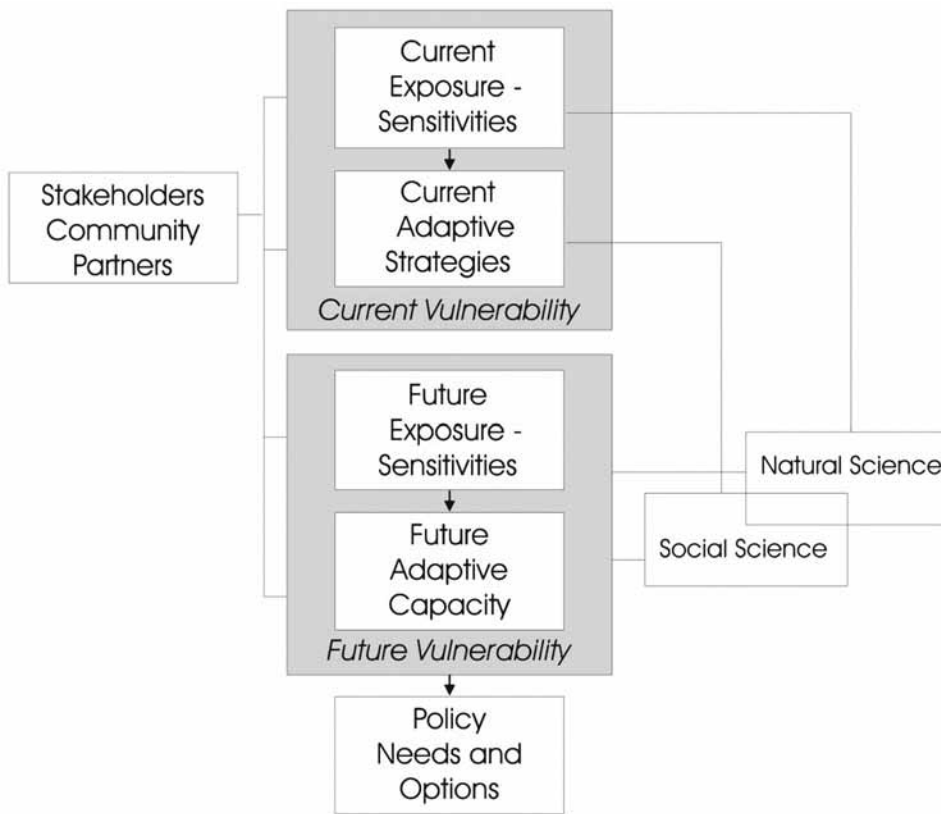 Current
Exposure -
Sensitivities
Stakeholders
Community
Partners
Current
Adaptive
Strategies
Current Vulnerability
Future
Exposure -
Sensitivities
Natural Science
Future
Adaptive
Capacity
Social Science
Future Vulnerability
Policy
Needs and
Options